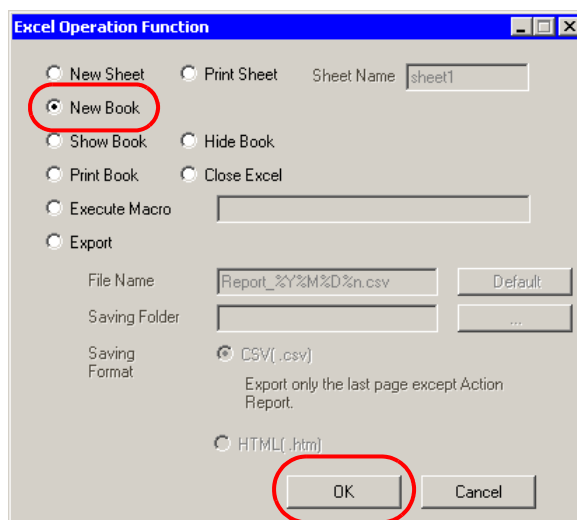 Excel Operation Function
New Sheet Print Sheet Sheet Name sheet1
New Book
Show Book Hide Book
Print Book Close Excel
Execute Macro
Export
File Name Report_%Y%M%D%n.csv Default
Saving Folder ...
Saving Format CSV( .csv)
Export only the last page except Action
Report.
HTML( .htm)
OK Cancel